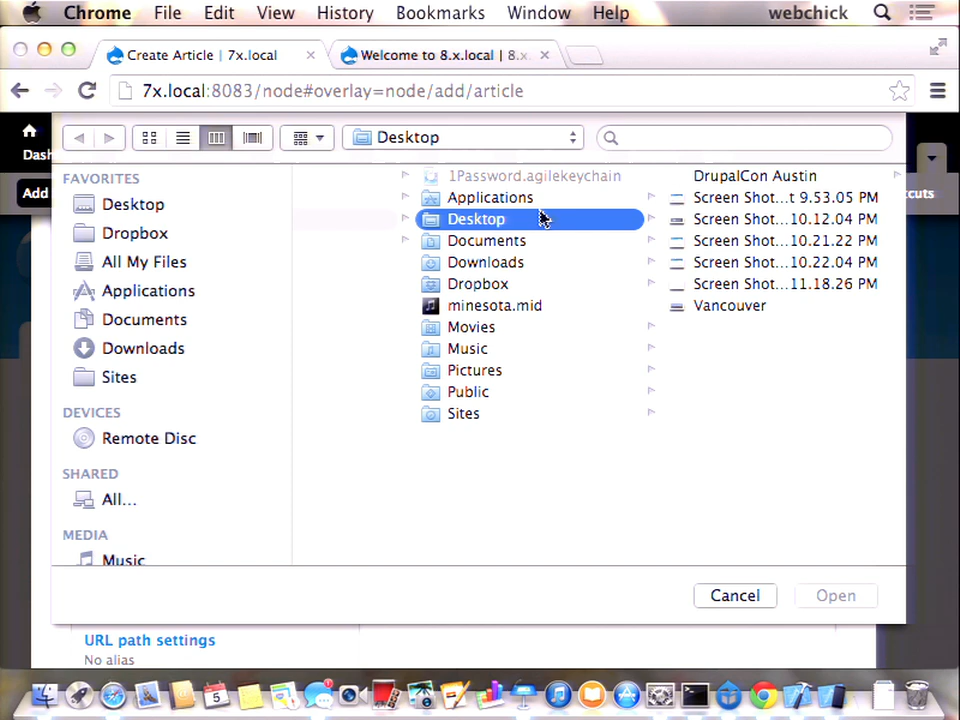 Chrome File Edit View History Bookmarks Window Help webchick
Create Article | 7x.local Welcome to 8.x.local | 8.x.
7x.local:8083/node#overlay=node/add/article
Desktop
Dash
Add
cuts
FAVORITES
Desktop
Dropbox
All My Files
Applications
Documents
Downloads
Sites
DEVICES
Remote Disc
SHARED
All...
MEDIA
Music
1Password.agilekeychain
Applications
Desktop
Documents
Downloads
Dropbox
minesota.mid
Movies
Music
Pictures
Public
Sites
DrupalCon Austin
Screen Shot...t 9.53.05 PM
Screen Shot...10.12.04 PM
Screen Shot...10.21.22 PM
Screen Shot...10.22.04 PM
Screen Shot...11.18.26 PM
Vancouver
Cancel Open
URL path settings
No alias
5